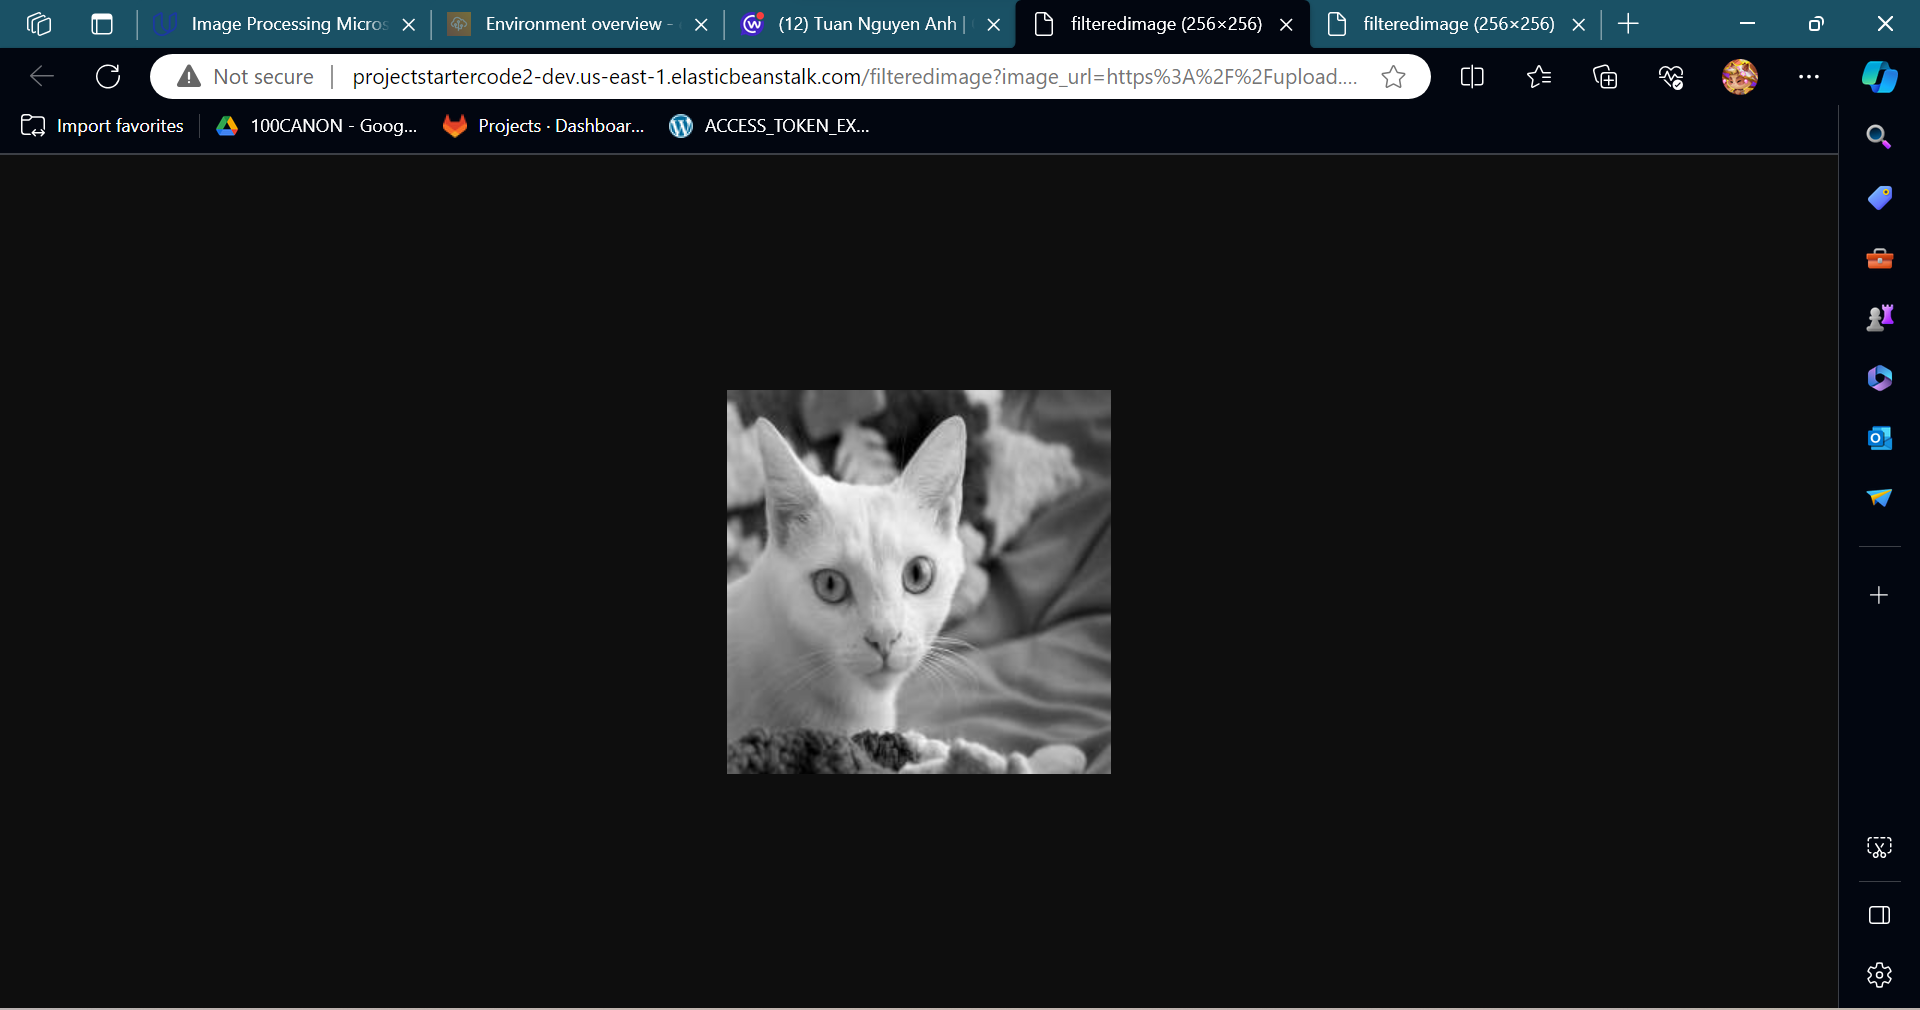 Image Processing Micros
Environment overview -
(12) Tuan Nguyen Anh |
filteredimage (256×256)
filteredimage (256×256)
Not secure
projectstartercode2-dev.us-east-1.elasticbeanstalk.com/filteredimage?image_url=https%3A%2F%2Fupload....
Import favorites
100CANON - Goog...
Projects · Dashboar...
ACCESS_TOKEN_EX...